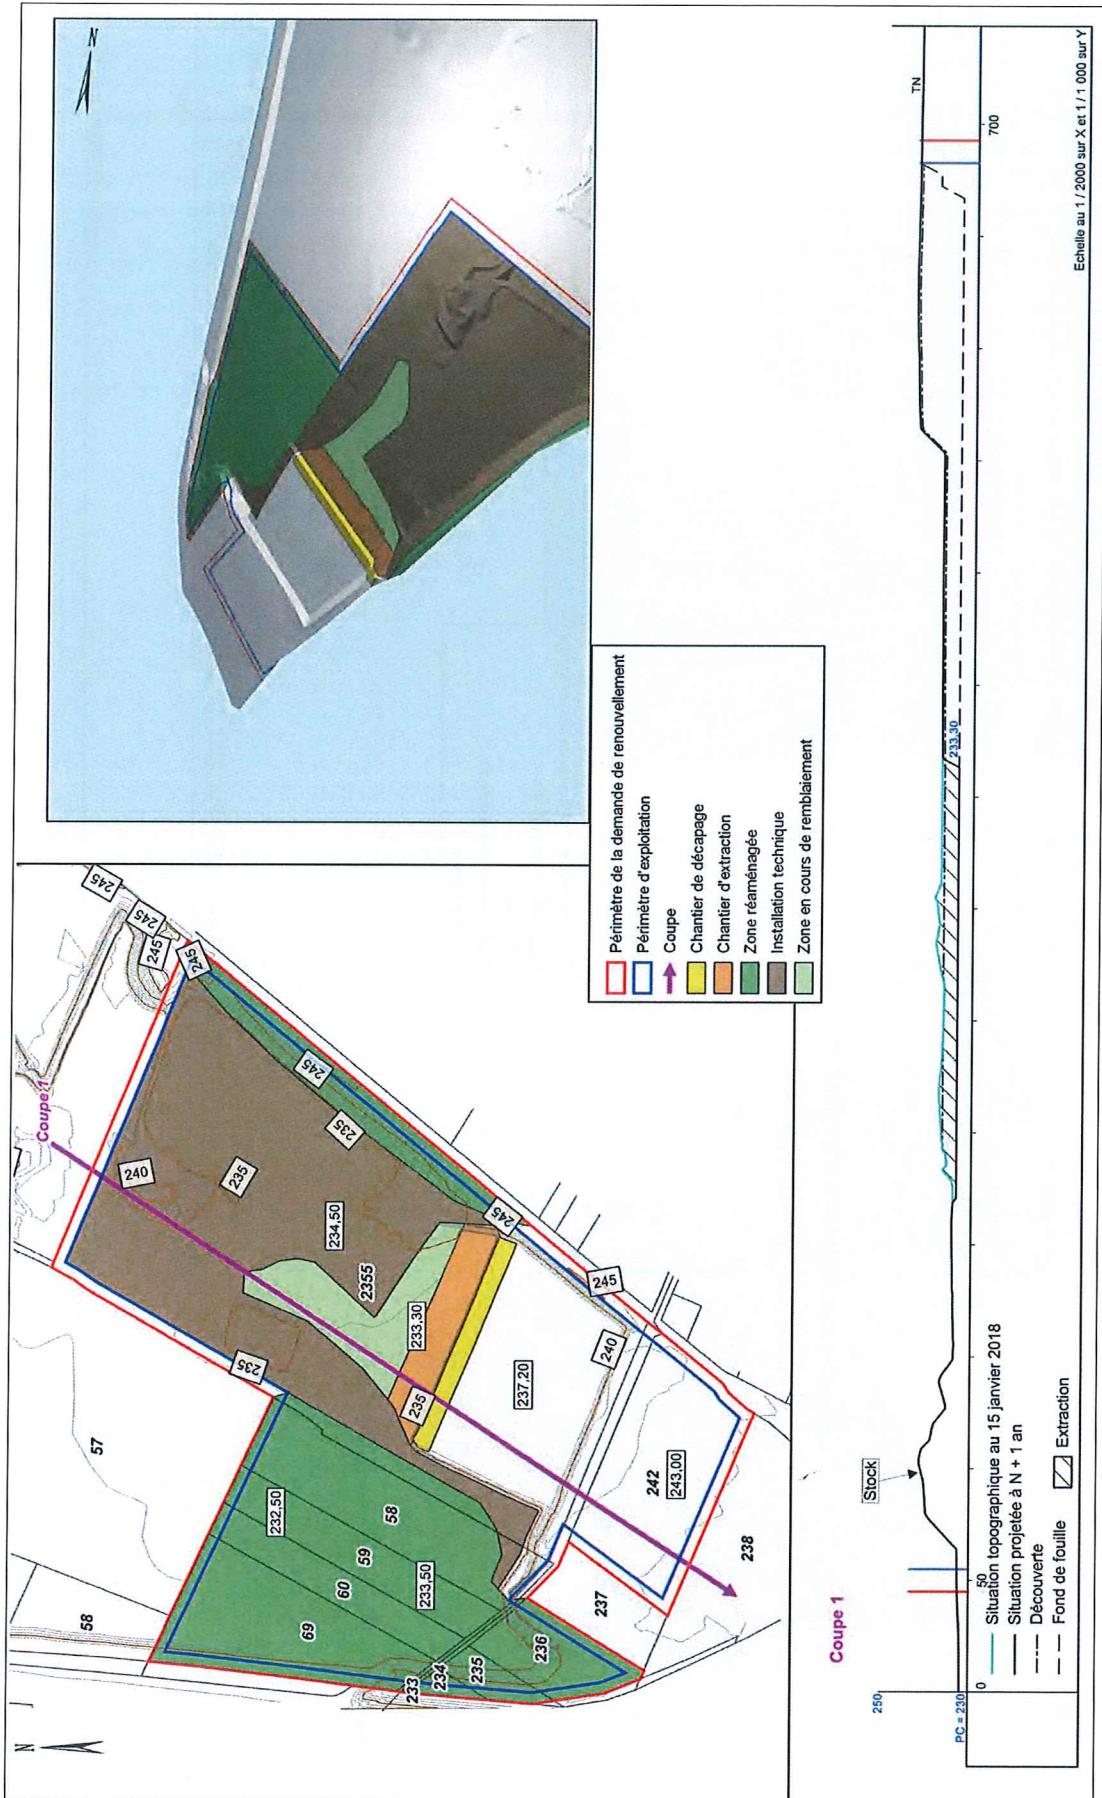 N
57
58
69
60
59
58
232,50
233,50
233
234
235
236
237
238
242
243,00
237,20
240
245
245
235
233,30
2355
234,50
235
235
240
235
245
245
245
245
245
Coupe 1
N
Périmètre de la demande de renouvellement
Périmètre d'exploitation
Coupe
Chantier de décapage
Chantier d'extraction
Zone réaménagée
Installation technique
Zone en cours de remblaiement
Coupe 1
250
PC = 230
0
50
700
Stock
233,30
TN
Situation topographique au 15 janvier 2018
Situation projetée à N + 1 an
Découverte
Fond de fouille
Extraction
Echelle au 1 / 2000 sur X et 1 / 1 000 sur Y